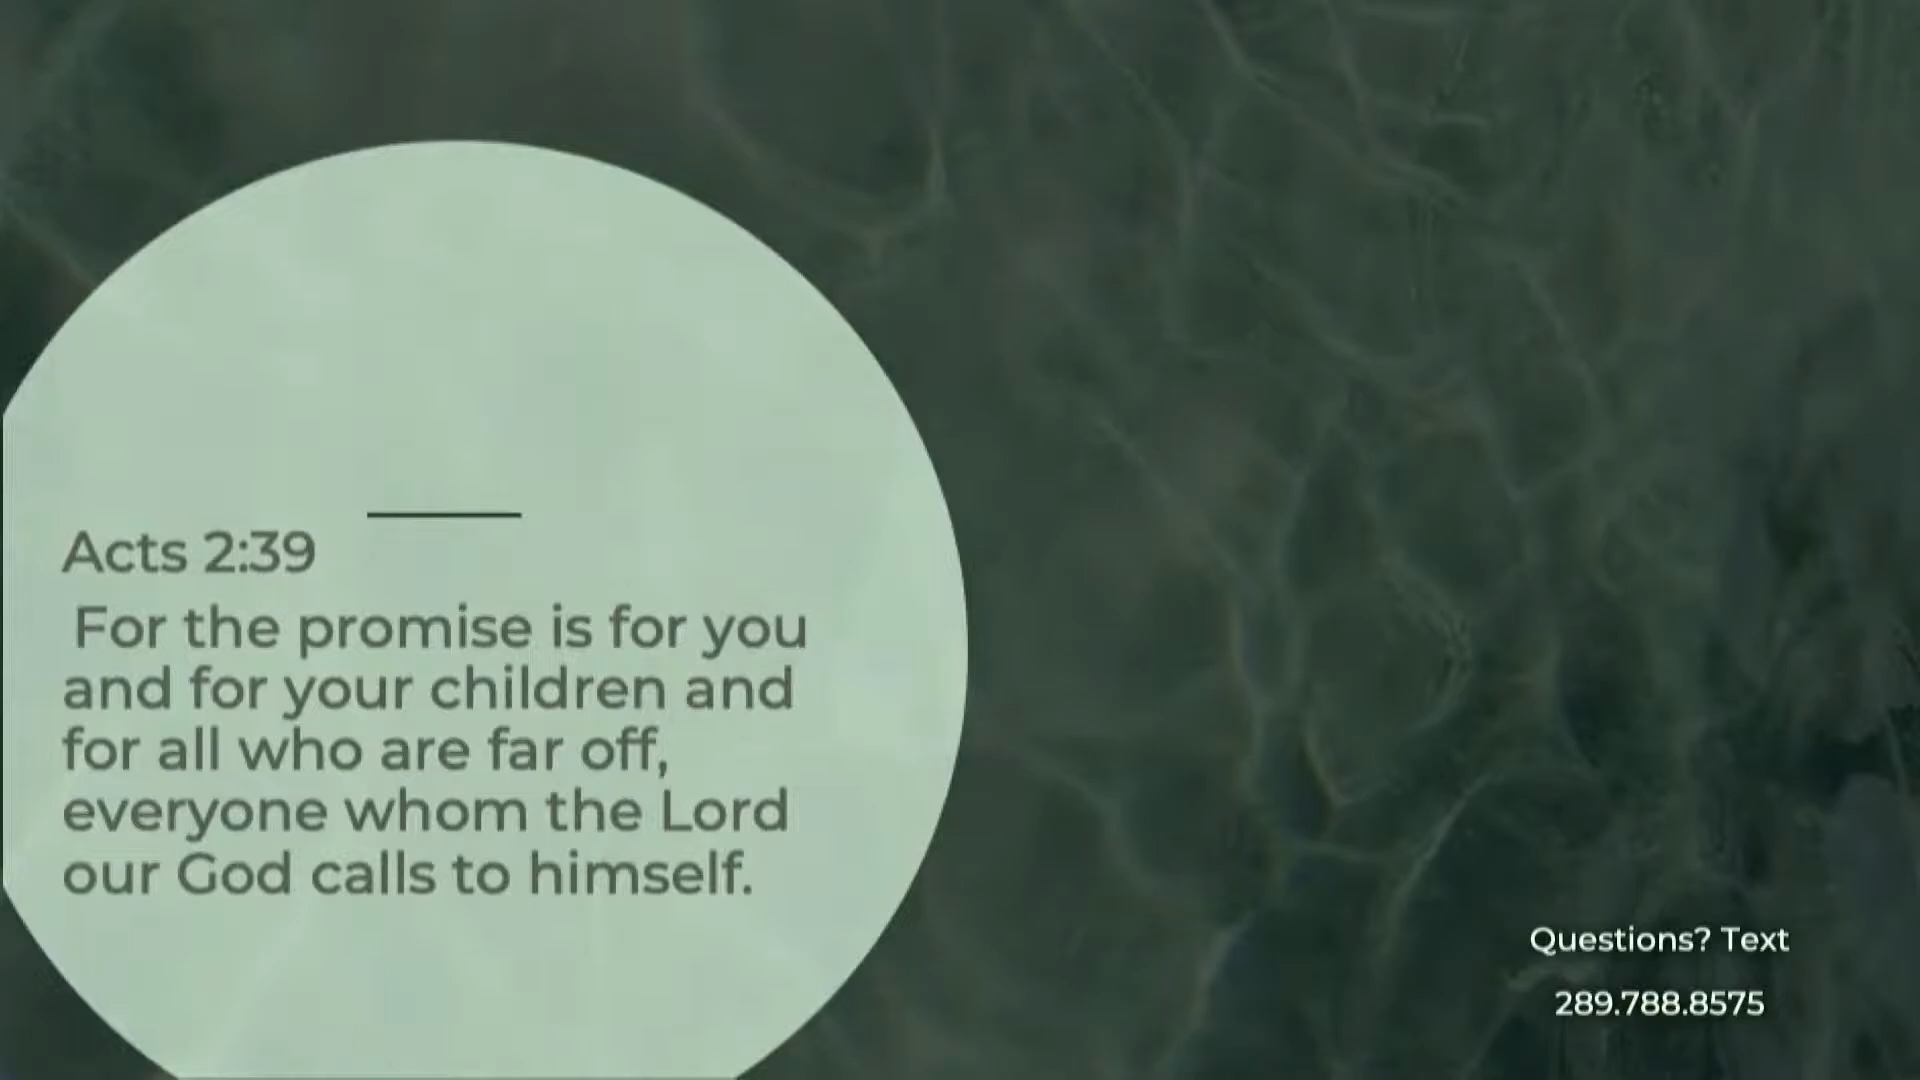 Acts 2:39
For the promise is for you
and for your children and
for all who are far off,
everyone whom the Lord
our God calls to himself.
Questions? Text
289.788.8575